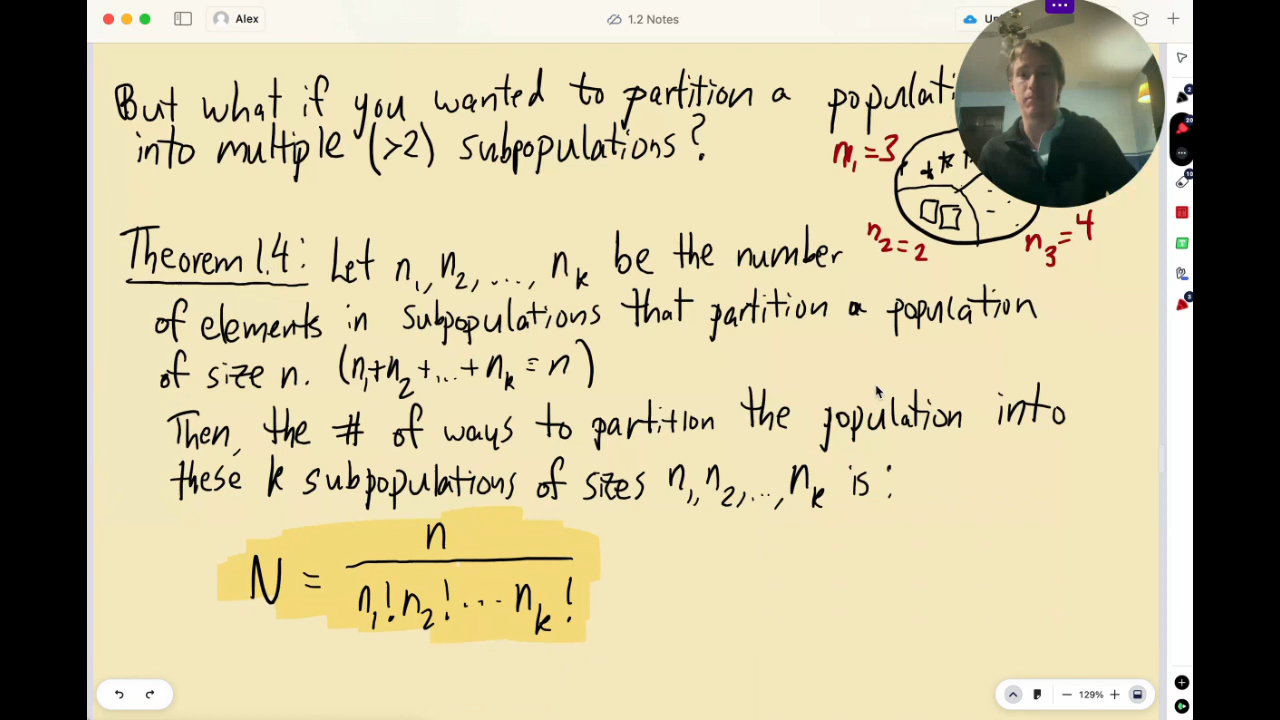 Alex
1.2 Notes
But what if you wanted to partition a
into multiple (>2) subpopulations?
n₁=3
n₂=2
n₃=4
Theorem 1.4: Let n₁, n₂, ..., nₖ be the number
of elements in subpopulations that partition a population
of size n. (n₁+n₂+...+nₖ=n)
Then, the # of ways to partition the population into
these k subpopulations of sizes n₁, n₂, ..., nₖ is:
N = n / n₁! n₂! ... nₖ!
129%